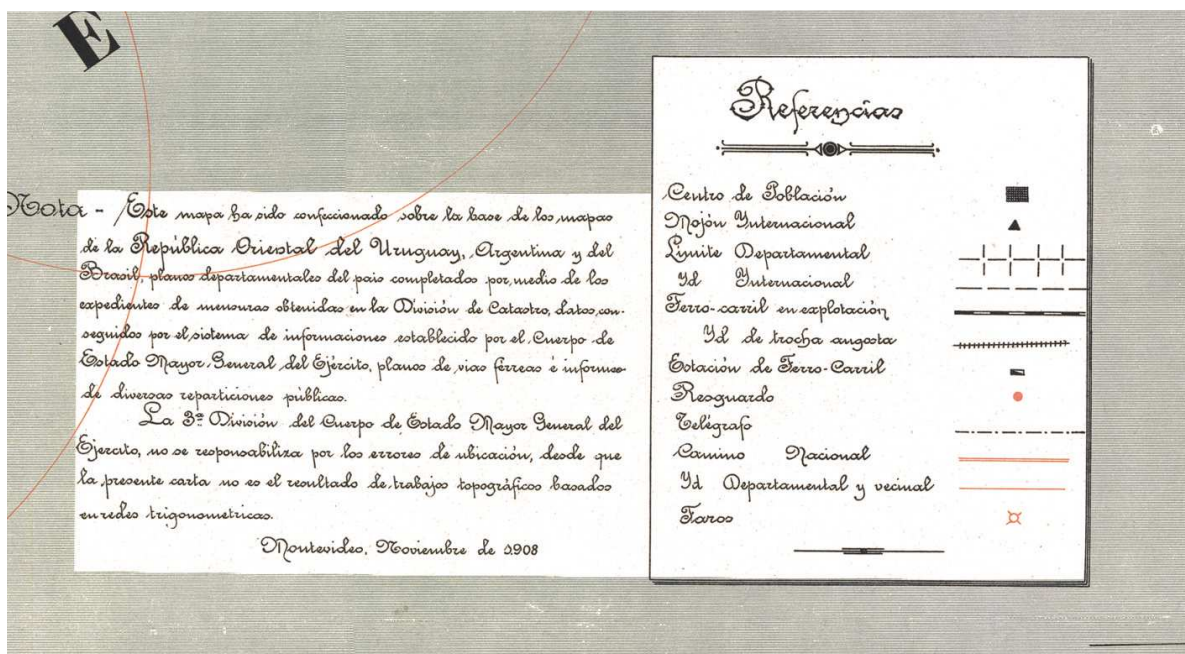 E
Nota - Este mapa ha sido confeccionado sobre la base de los mapas
de la República Oriental del Uruguay, Argentina y del
Brasil, planos departamentales del pais completados por medio de los
expedientes de mensuras obtenidas en la División de Catastro, datos con-
seguidos por el sistema de informaciones establecido por el Cuerpo de
Estado Mayor General del Ejército, planos de vias férreas é informes
de diversas reparticiones públicas.
La 3ª División del Cuerpo de Estado Mayor General del
Ejercito, no se responsabiliza por los errores de ubicación, desde que
la presente carta no es el resultado de trabajos topográficos basados
en redes trigonometricas.
Montevideo, Noviembre de 1908
Referencias
Centro de Población
Mojón Internacional
Limite Departamental
Id Internacional
Ferro-carril en explotación
Id de trocha angosta
Estación de Ferro-Carril
Resguardo
Telégrafo
Camino Nacional
Id Departamental y vecinal
Faros